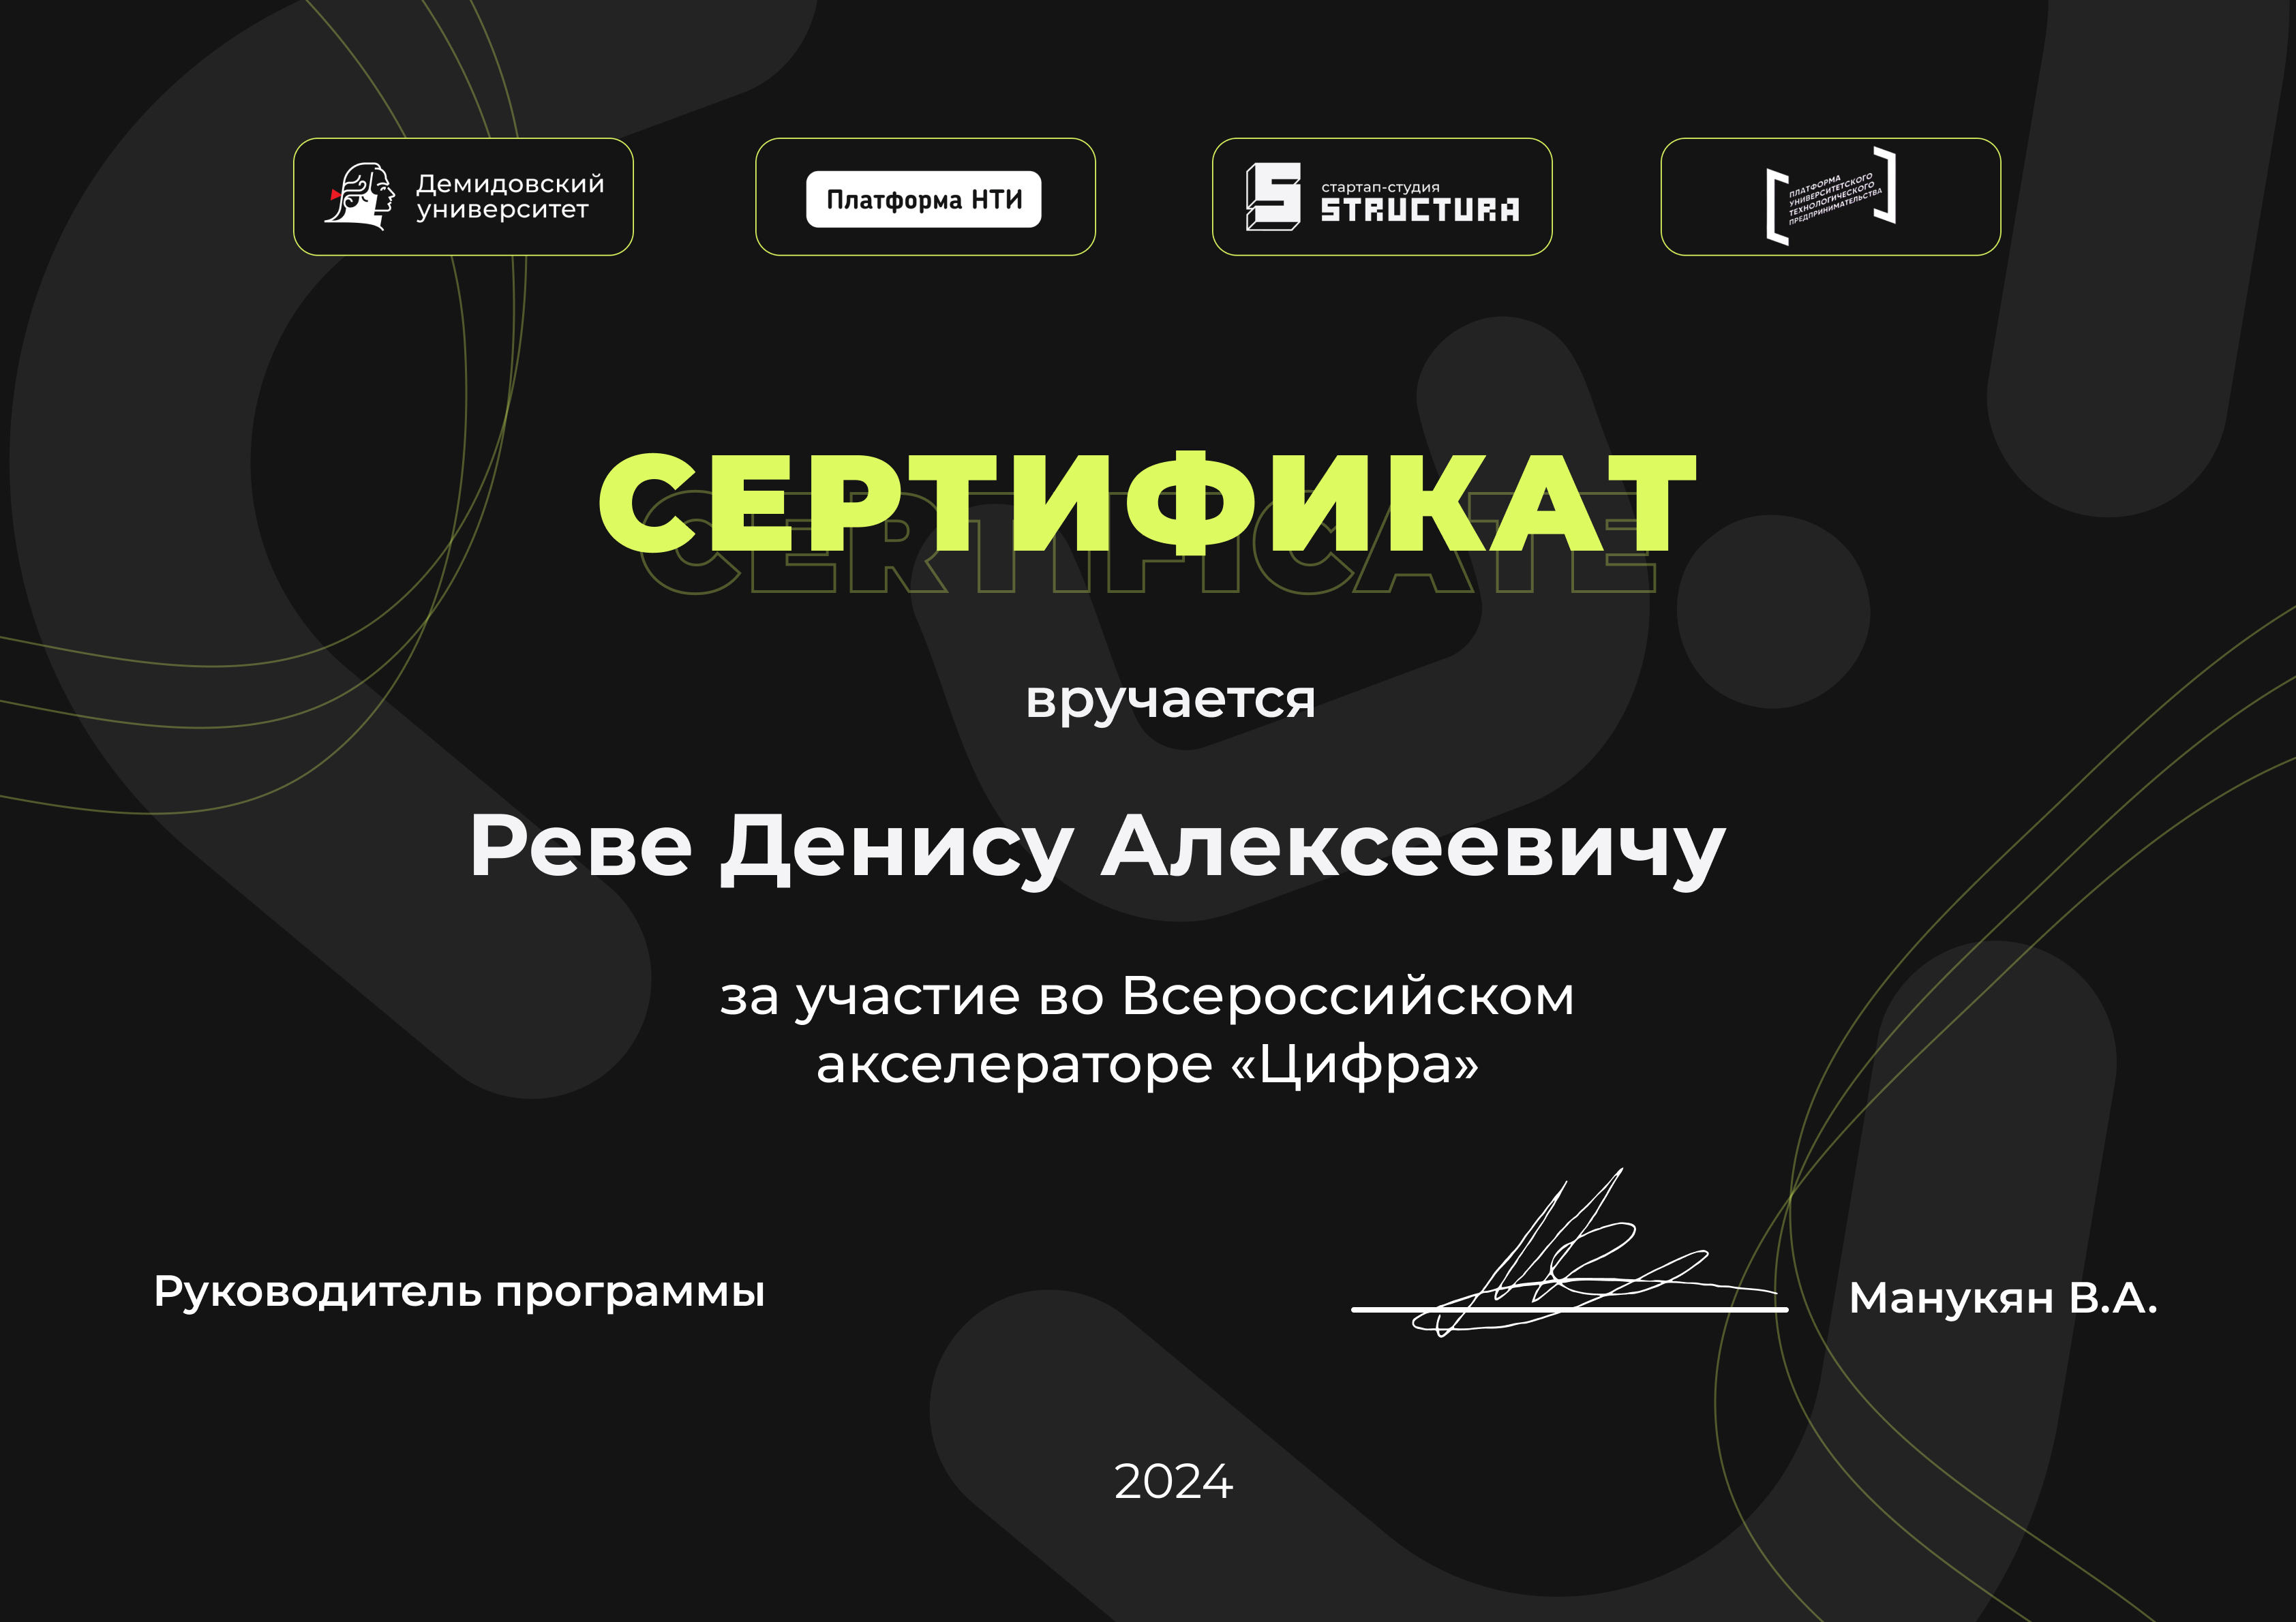 Демидовский
университет
Платформа НТИ
стартап-студия
STRUCTURA
ПЛАТФОРМА
УНИВЕРСИТЕТСКОГО
ТЕХНОЛОГИЧЕСКОГО
ПРЕДПРИНИМАТЕЛЬСТВА
СЕРТИФИКАТ
CERTIFICATE
вручается
Реве Денису Алексеевичу
за участие во Всероссийском
акселераторе «Цифра»
Руководитель программы
Манукян В.А.
2024